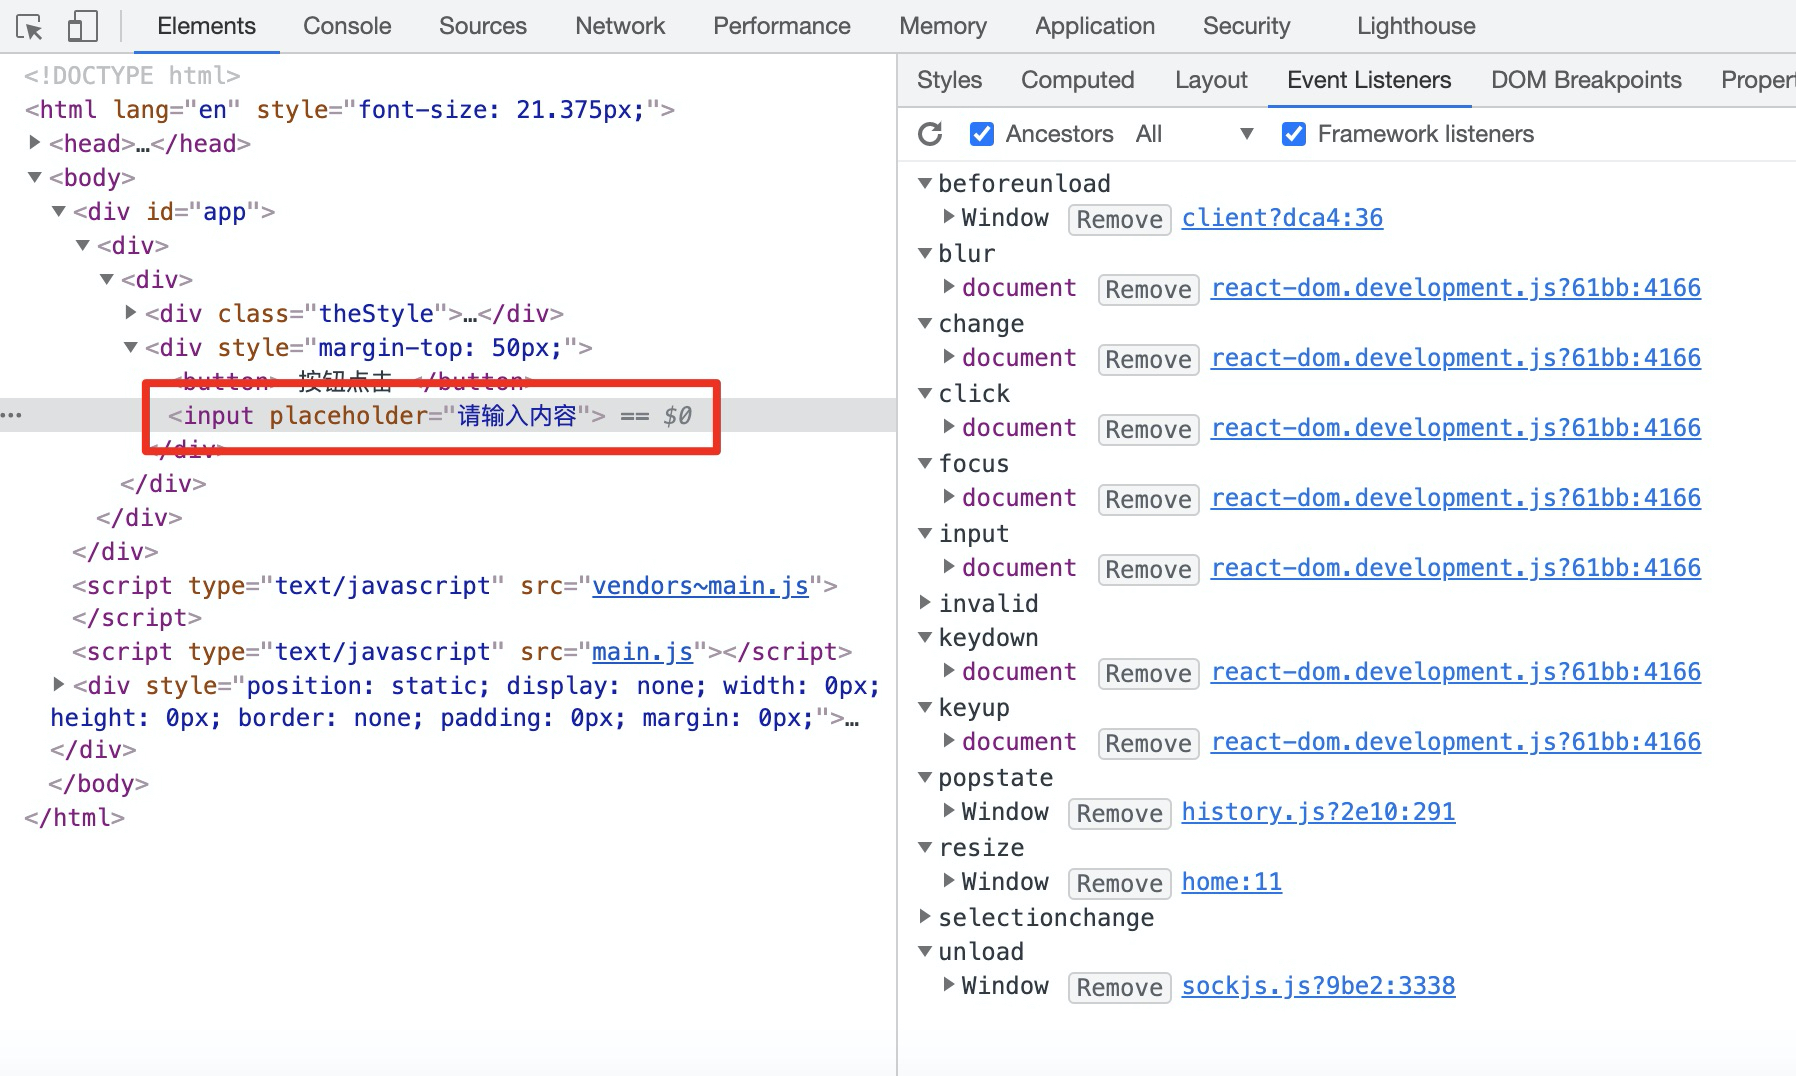 Elements Console Sources Network Performance Memory Application Security Lighthouse
<!DOCTYPE html>
<html lang="en" style="font-size: 21.375px;">
<head>…</head>
<body>
<div id="app">
<div>
<div>
<div class="theStyle">…</div>
<div style="margin-top: 50px;">
<button> 按钮点击 </button>
<input placeholder="请输入内容"> == $0
</div>
</div>
</div>
</div>
<script type="text/javascript" src="vendors~main.js">
</script>
<script type="text/javascript" src="main.js"></script>
<div style="position: static; display: none; width: 0px;
height: 0px; border: none; padding: 0px; margin: 0px;">…
</div>
</body>
</html>
Styles Computed Layout Event Listeners DOM Breakpoints Propert
Ancestors All Framework listeners
beforeunload
Window Remove client?dca4:36
blur
document Remove react-dom.development.js?61bb:4166
change
document Remove react-dom.development.js?61bb:4166
click
document Remove react-dom.development.js?61bb:4166
focus
document Remove react-dom.development.js?61bb:4166
input
document Remove react-dom.development.js?61bb:4166
invalid
keydown
document Remove react-dom.development.js?61bb:4166
keyup
document Remove react-dom.development.js?61bb:4166
popstate
Window Remove history.js?2e10:291
resize
Window Remove home:11
selectionchange
unload
Window Remove sockjs.js?9be2:3338